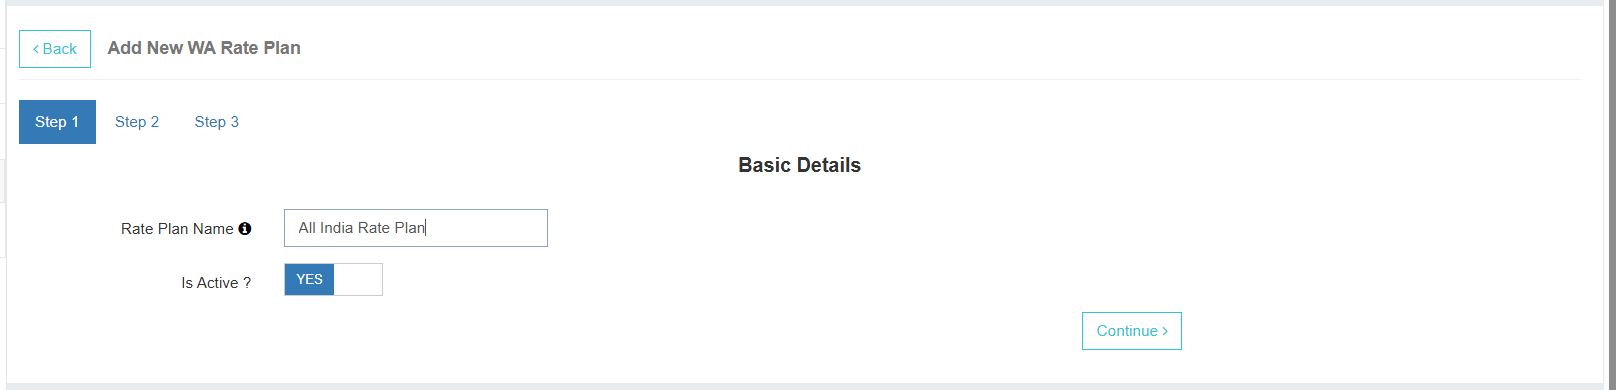 Back
Add New WA Rate Plan
Step 1 Step 2 Step 3
Basic Details
Rate Plan Name
All India Rate Plan
Is Active ?
YES
Continue